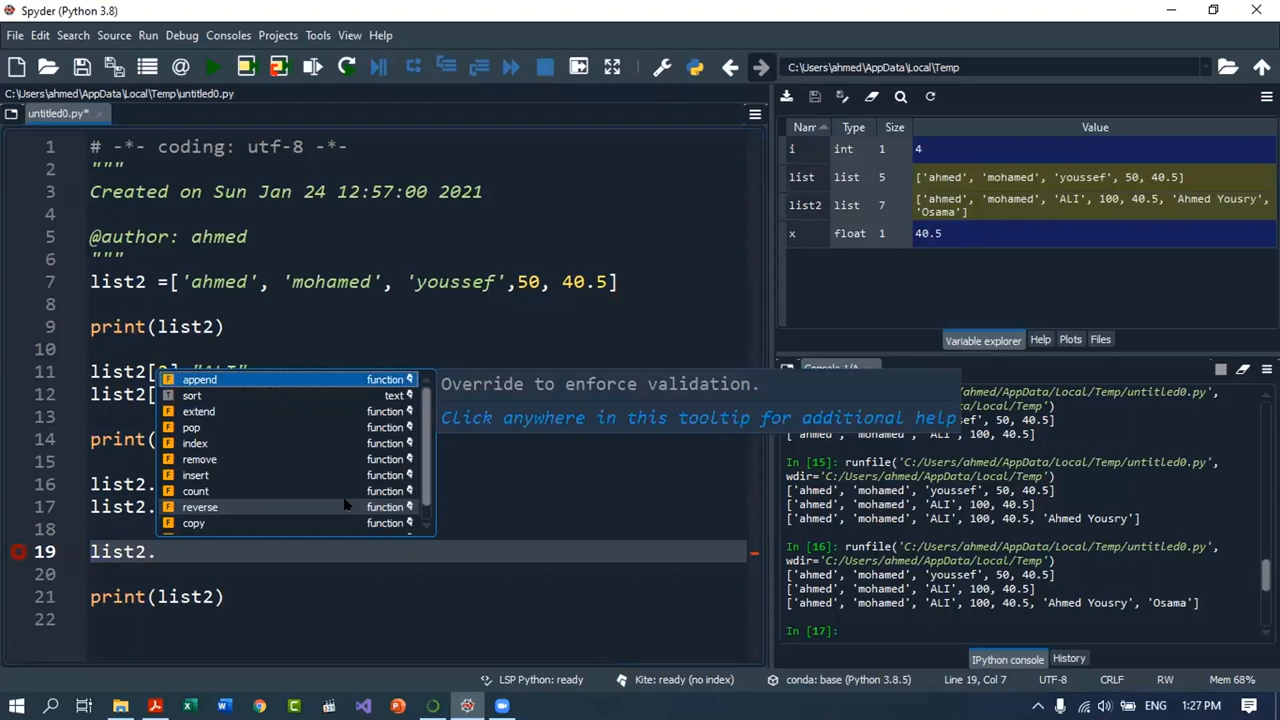 Spyder (Python 3.8)
File Edit Search Source Run Debug Consoles Projects Tools View Help
C:\Users\ahmed\AppData\Local\Temp
C:\Users\ahmed\AppData\Local\Temp\untitled0.py
untitled0.py*
1 # -*- coding: utf-8 -*-
2 """
3 Created on Sun Jan 24 12:57:00 2021
4
5 @author: ahmed
6 """
7 list2 =['ahmed', 'mohamed', 'youssef',50, 40.5]
8
9 print(list2)
10
11 list2[
12 list2[
13
14 print(
15
16 list2.
17 list2.
18
19 list2.
20
21 print(list2)
22
append function
sort text
extend function
pop function
index function
remove function
insert function
count function
reverse function
copy function
Override to enforce validation.
Click anywhere in this tooltip for additional help
Nar Type Size Value
i int 1 4
list list 5 ['ahmed', 'mohamed', 'youssef', 50, 40.5]
list2 list 7 ['ahmed', 'mohamed', 'ALI', 100, 40.5, 'Ahmed Yousry',
'Osama']
x float 1 40.5
Variable explorer Help Plots Files
Console 1/A
/ahmed/AppData/Local/Temp/untitled0.py',
ata/Local/Temp')
ssef', 50, 40.5]
['ahmed', 'mohamed', 'ALI', 100, 40.5]
In [15]: runfile('C:/Users/ahmed/AppData/Local/Temp/untitled0.py',
wdir='C:/Users/ahmed/AppData/Local/Temp')
['ahmed', 'mohamed', 'youssef', 50, 40.5]
['ahmed', 'mohamed', 'ALI', 100, 40.5]
['ahmed', 'mohamed', 'ALI', 100, 40.5, 'Ahmed Yousry']
In [16]: runfile('C:/Users/ahmed/AppData/Local/Temp/untitled0.py',
wdir='C:/Users/ahmed/AppData/Local/Temp')
['ahmed', 'mohamed', 'youssef', 50, 40.5]
['ahmed', 'mohamed', 'ALI', 100, 40.5]
['ahmed', 'mohamed', 'ALI', 100, 40.5, 'Ahmed Yousry', 'Osama']
In [17]:
IPython console History
LSP Python: ready Kite: ready (no index) conda: base (Python 3.8.5) Line 19, Col 7 UTF-8 CRLF RW Mem 68%
ENG 1:27 PM